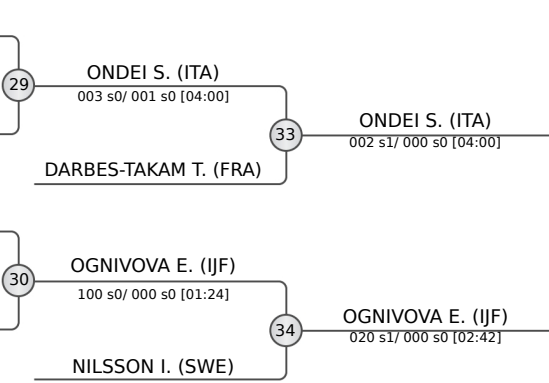 29
ONDEI S. (ITA)
003 s0/ 001 s0 [04:00]
33
ONDEI S. (ITA)
002 s1/ 000 s0 [04:00]
DARBES-TAKAM T. (FRA)
30
OGNIVOVA E. (IJF)
100 s0/ 000 s0 [01:24]
34
OGNIVOVA E. (IJF)
020 s1/ 000 s0 [02:42]
NILSSON I. (SWE)